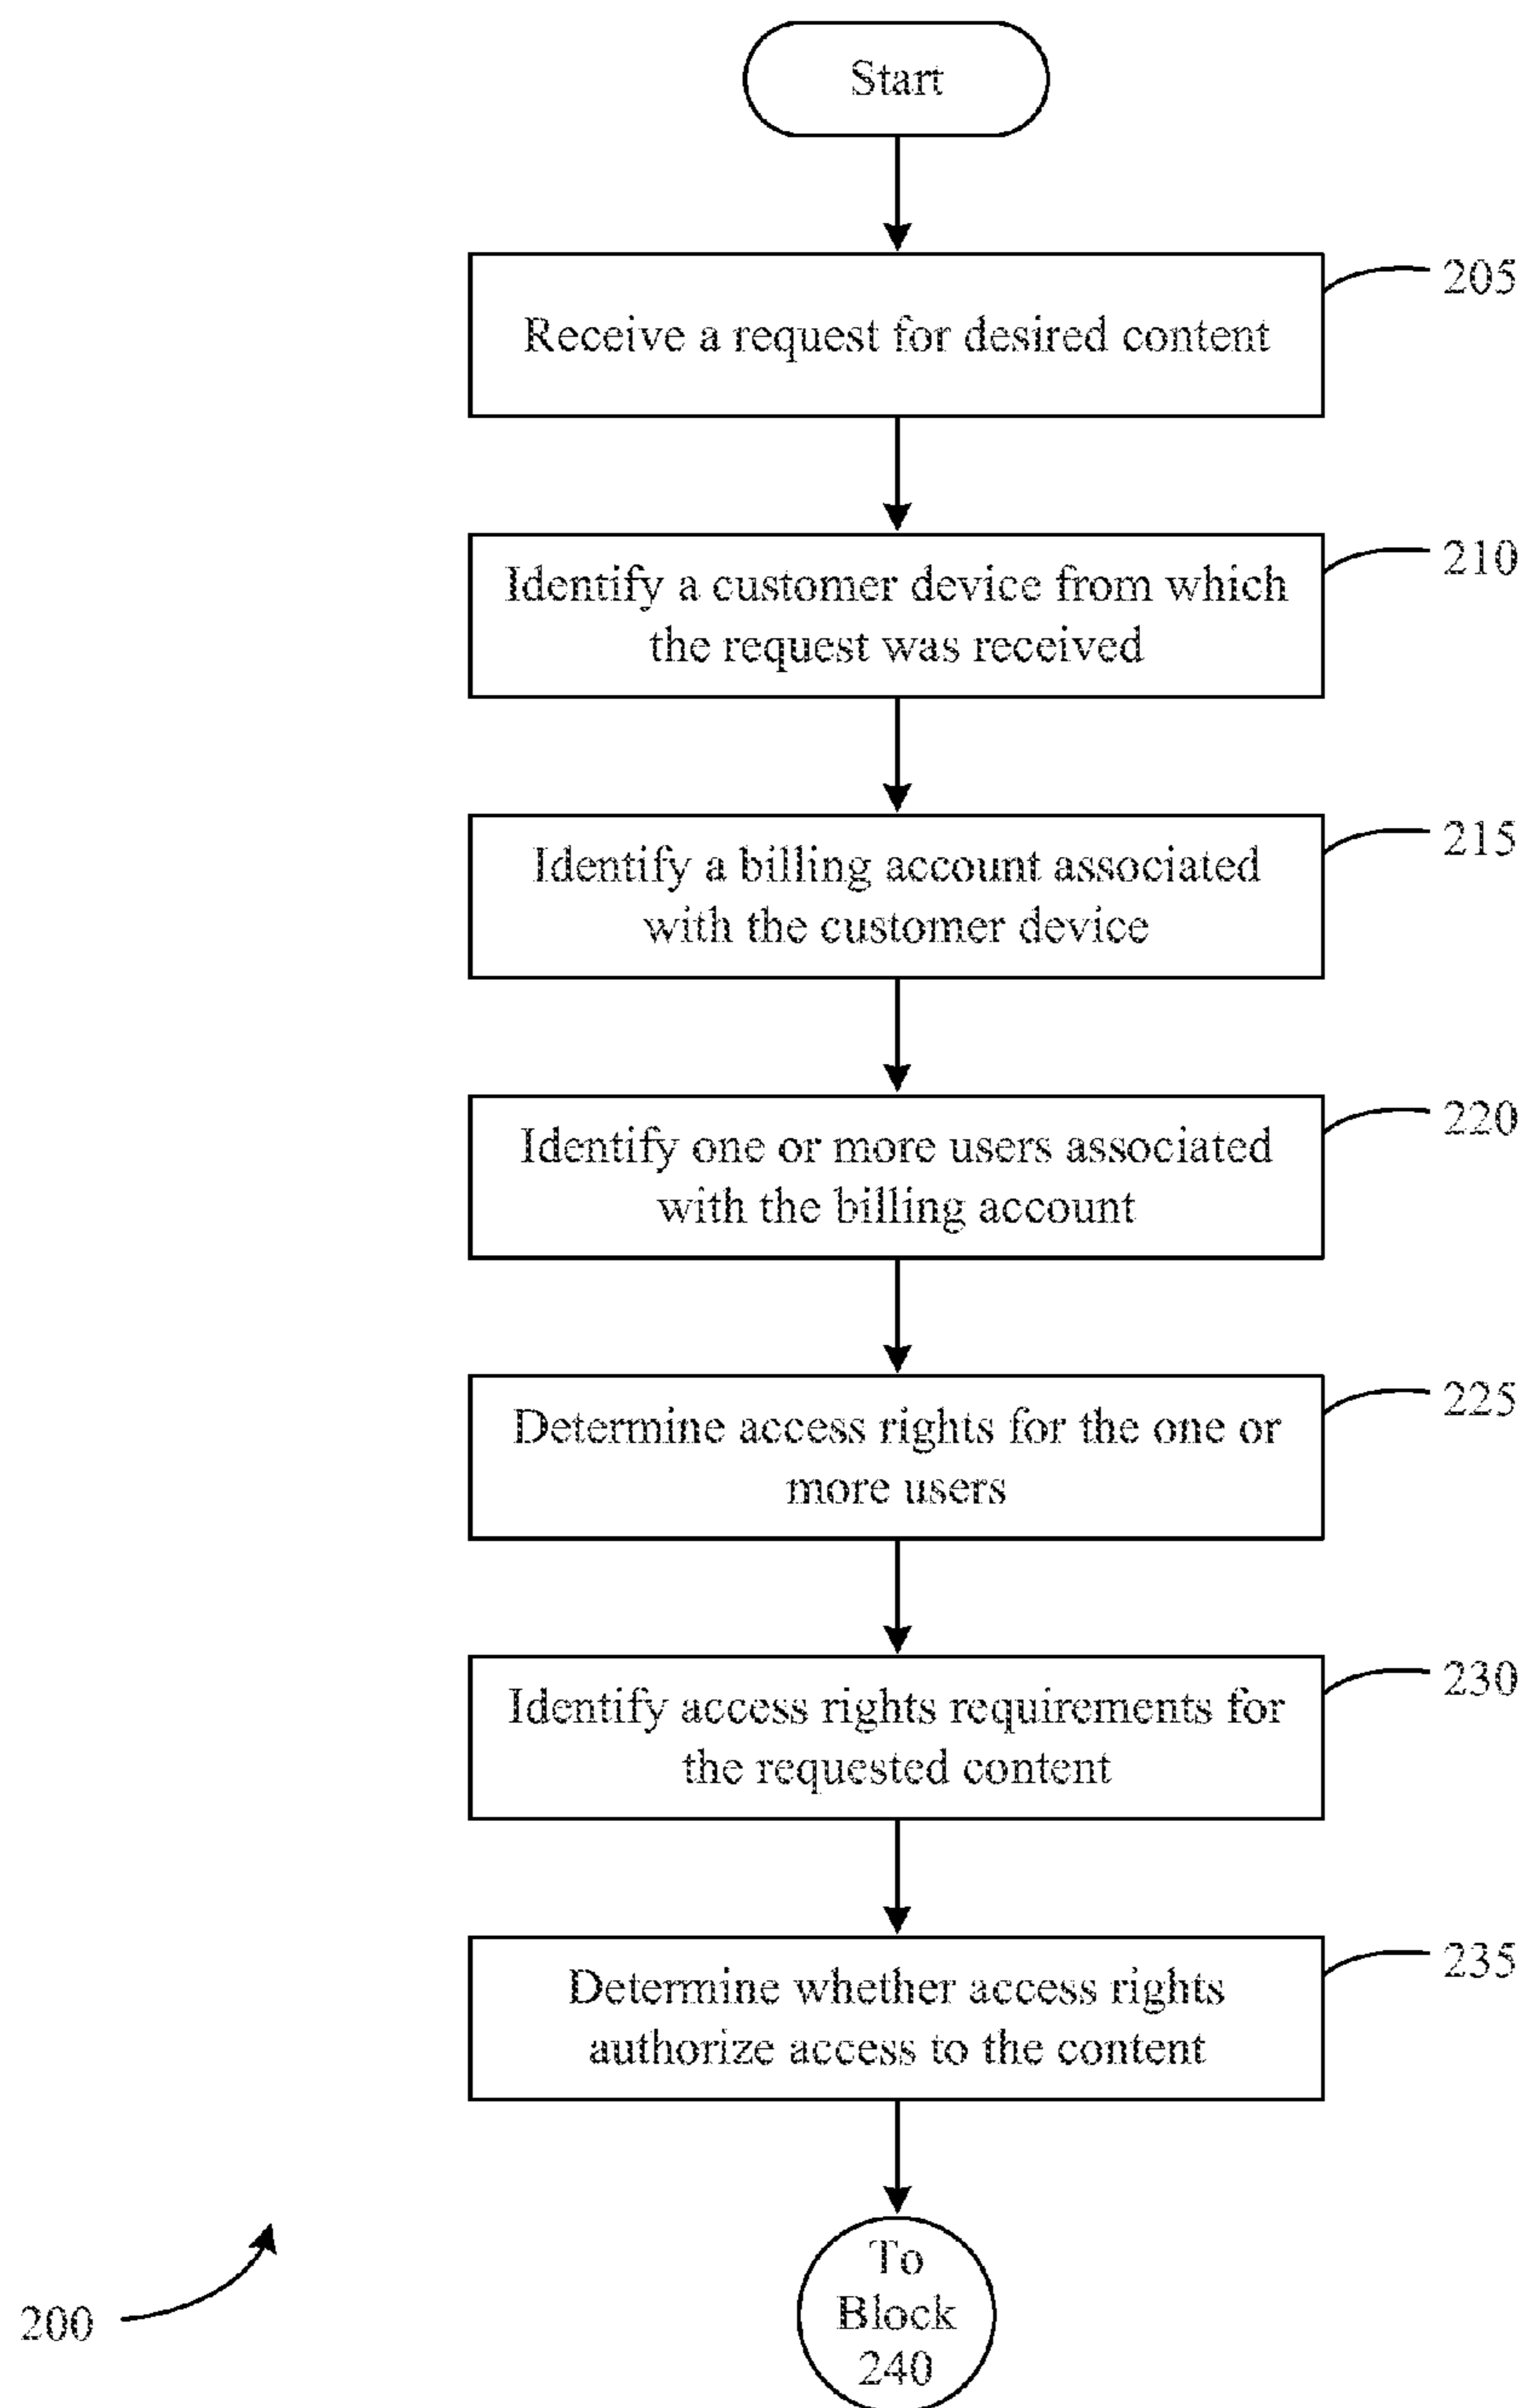 Start
Receive a request for desired content
205
Identify a customer device from which
the request was received
210
Identify a billing account associated
with the customer device
215
Identify one or more users associated
with the billing account
220
Determine access rights for the one or
more users
225
Identify access rights requirements for
the requested content
230
Determine whether access rights
authorize access to the content
235
To
Block
240
200